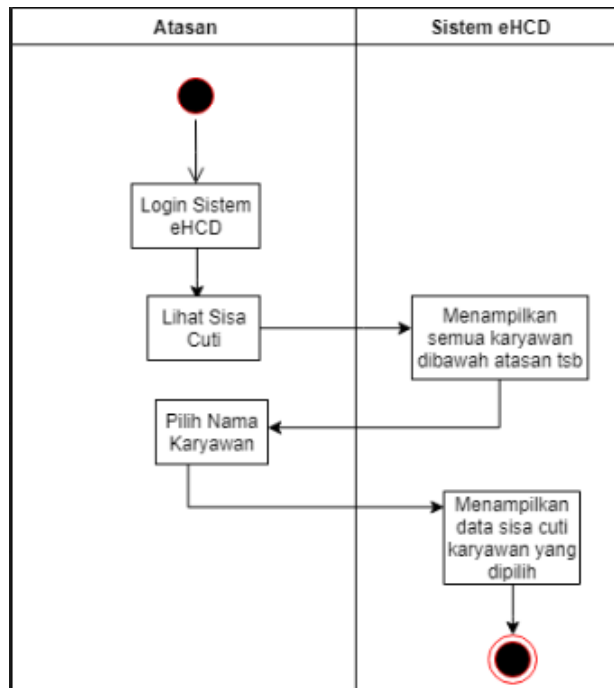 Atasan
Sistem eHCD
Login Sistem
eHCD
Lihat Sisa
Cuti
Menampilkan
semua karyawan
dibawah atasan tsb
Pilih Nama
Karyawan
Menampilkan
data sisa cuti
karyawan yang
dipilih